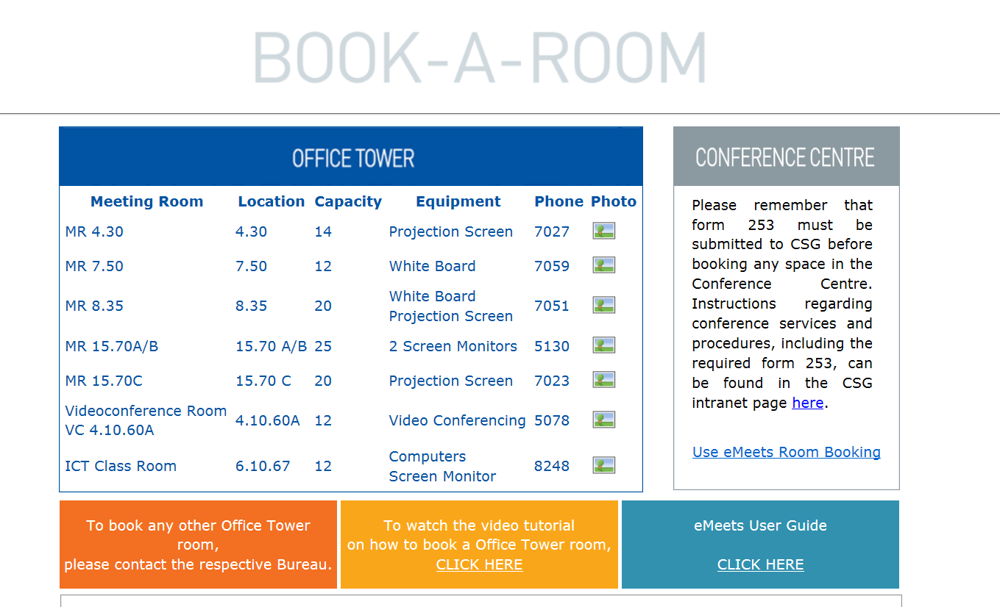 BOOK-A-ROOM
OFFICE TOWER
Meeting Room Location Capacity Equipment Phone Photo
MR 4.30 4.30 14 Projection Screen 7027
MR 7.50 7.50 12 White Board 7059
MR 8.35 8.35 20 White Board
Projection Screen 7051
MR 15.70A/B 15.70 A/B 25 2 Screen Monitors 5130
MR 15.70C 15.70 C 20 Projection Screen 7023
Videoconference Room
VC 4.10.60A 4.10.60A 12 Video Conferencing 5078
ICT Class Room 6.10.67 12 Computers
Screen Monitor 8248
CONFERENCE CENTRE
Please remember that
form 253 must be
submitted to CSG before
booking any space in the
Conference Centre.
Instructions regarding
conference services and
procedures, including the
required form 253, can
be found in the CSG
intranet page here.
Use eMeets Room Booking
To book any other Office Tower
room,
please contact the respective Bureau.
To watch the video tutorial
on how to book a Office Tower room,
CLICK HERE
eMeets User Guide
CLICK HERE